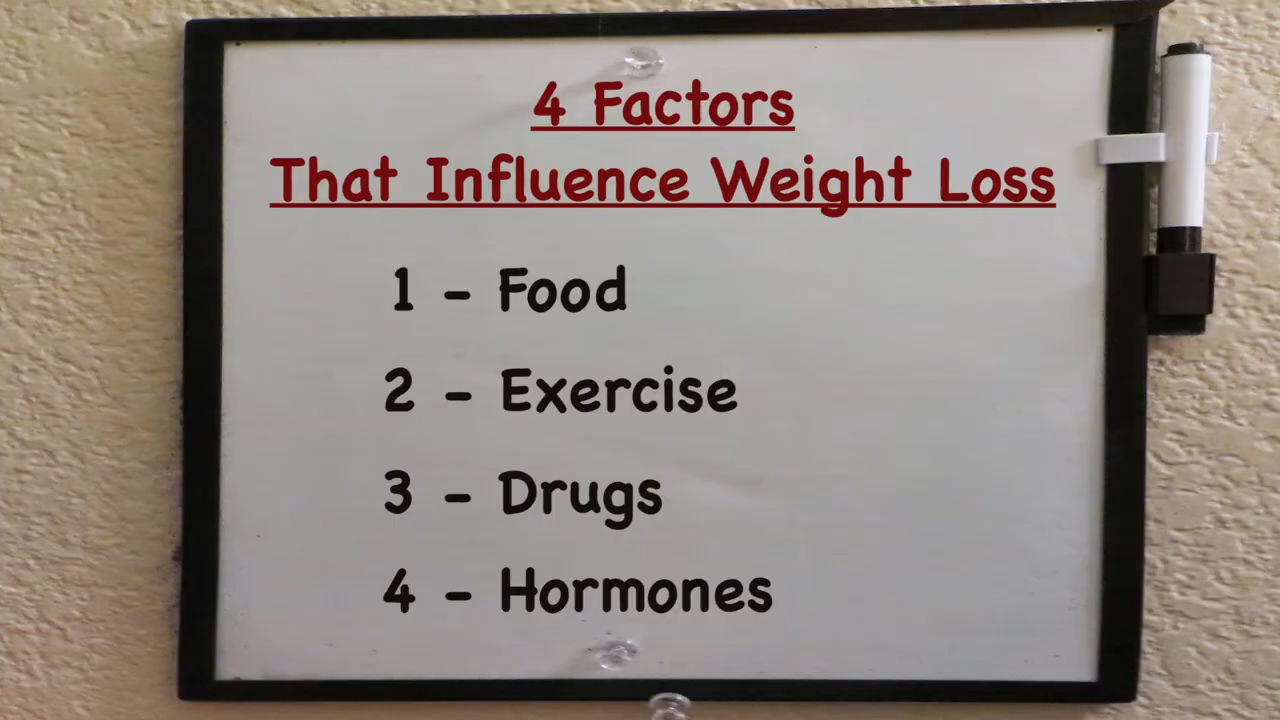 4 Factors
That Influence Weight Loss
1 - Food
2 - Exercise
3 - Drugs
4 - Hormones